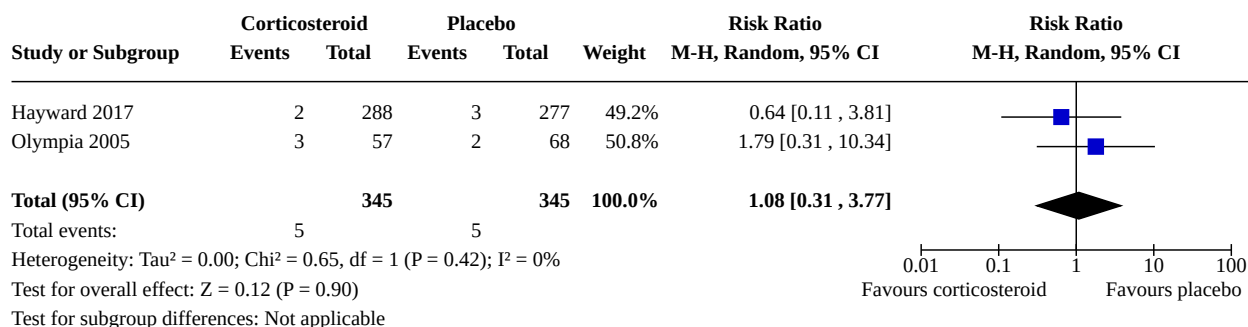 Corticosteroid Placebo Risk Ratio Risk Ratio
Study or Subgroup Events Total Events Total Weight M-H, Random, 95% CI M-H, Random, 95% CI
Hayward 2017 2 288 3 277 49.2% 0.64 [0.11 , 3.81]
Olympia 2005 3 57 2 68 50.8% 1.79 [0.31 , 10.34]
Total (95% CI) 345 345 100.0% 1.08 [0.31 , 3.77]
Total events: 5 5
Heterogeneity: Tau² = 0.00; Chi² = 0.65, df = 1 (P = 0.42); I² = 0%
0.01 0.1 1 10 100
Test for overall effect: Z = 0.12 (P = 0.90) Favours corticosteroid Favours placebo
Test for subgroup differences: Not applicable